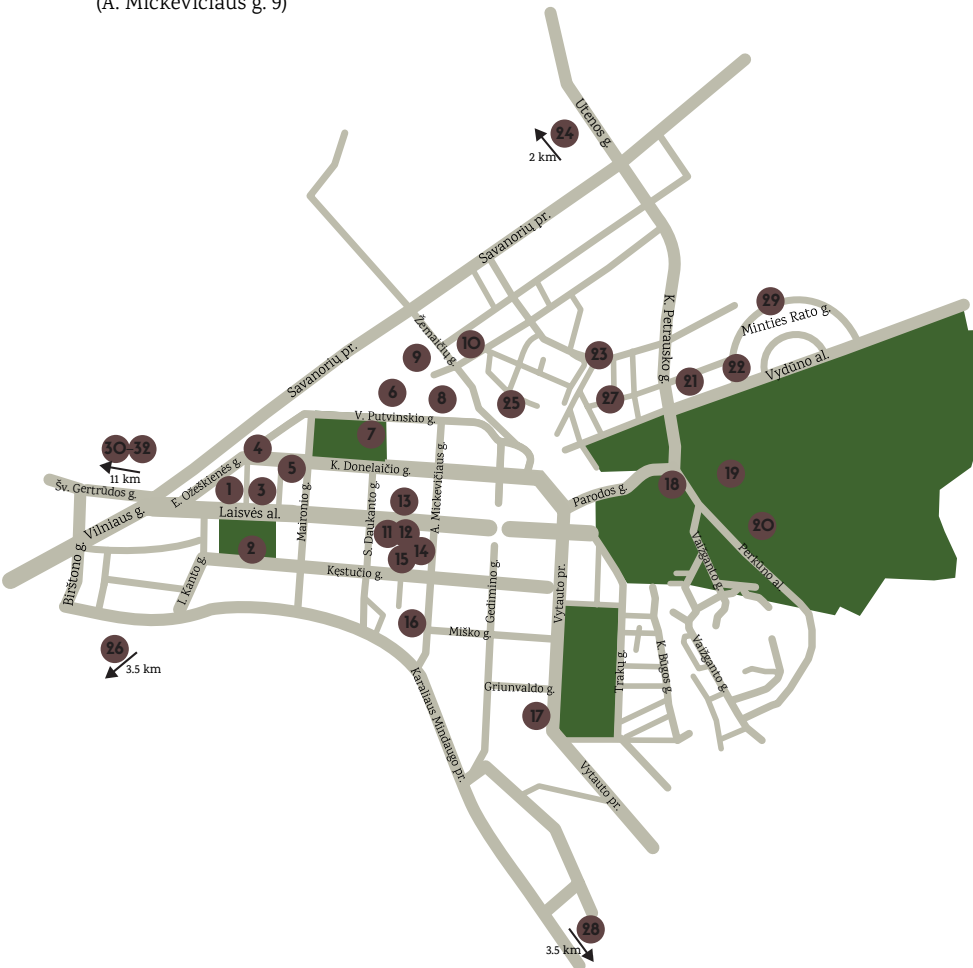 (A. Mickevičiaus g. 9)
Utenos g.
24
2 km
Savanorių pr.
K. Petrausko g.
29
Minties Rato g.
Žemaičių g.
10
9
23
Vydūno al.
22
21
Savanorių pr.
6
8
25
27
V. Putvinskio g.
7
30–32
11 km
4
E. Ožeškienės g.
5
K. Donelaičio g.
A. Mickevičiaus g.
Šv. Gertrūdos g.
1
3
Maironio g.
S. Daukanto g.
13
Parodos g.
18
19
Vilniaus g.
Laisvės al.
11
12
20
2
14
15
Birštono g.
I. Kanto g.
Kęstučio g.
Gedimino g.
Vytauto pr.
Vaižganto g.
Perkūno al.
16
Miško g.
26
3.5 km
Trakų g.
K. Būgos g.
Vaižganto g.
Griunvaldo g.
17
Karaliaus Mindaugo pr.
Vytauto pr.
28
3.5 km